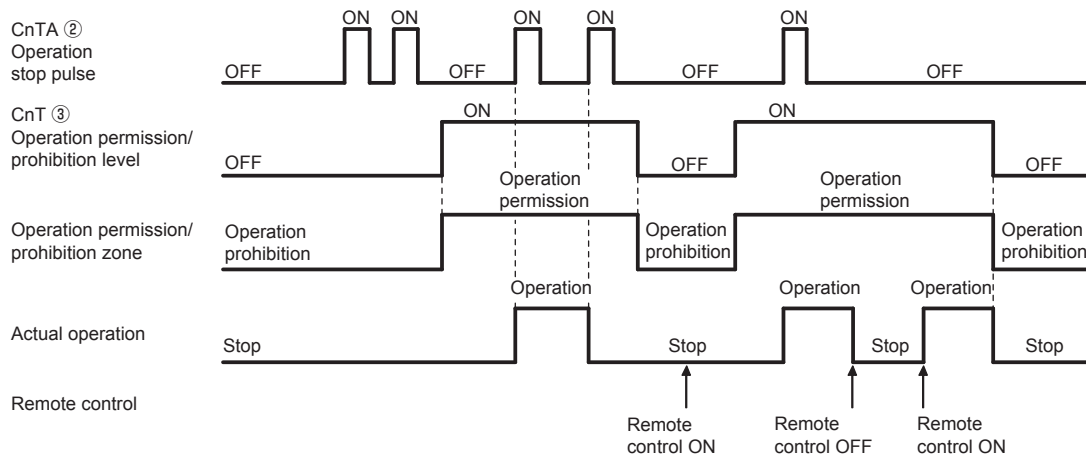 CnTA ②
Operation
stop pulse
ON ON ON ON ON
OFF OFF OFF OFF
CnT ③
Operation permission/
prohibition level
ON ON
OFF OFF OFF
Operation permission/
prohibition zone
Operation
permission
Operation
permission
Operation
prohibition
Operation
prohibition
Operation
prohibition
Actual operation
Operation Operation Operation
Stop Stop Stop Stop
Remote control
Remote
control ON
Remote
control OFF
Remote
control ON